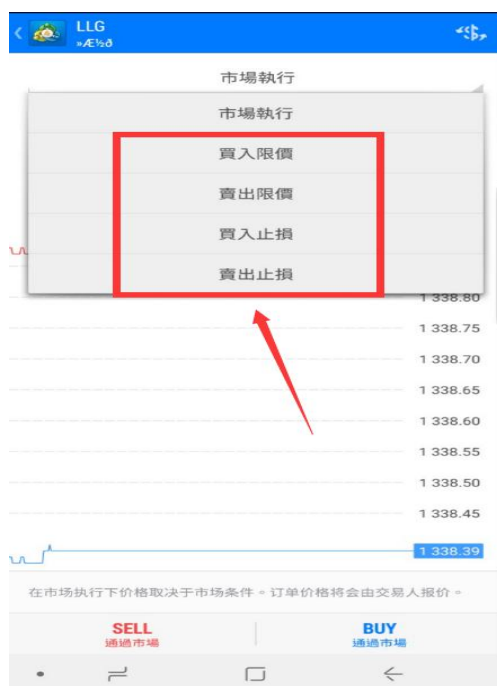 LLG
»Æ½ð
市場執行
市場執行
買入限價
賣出限價
買入止損
賣出止損
1 338.80
1 338.75
1 338.70
1 338.65
1 338.60
1 338.55
1 338.50
1 338.45
1 338.39
在市场执行下价格取决于市场条件。订单价格将会由交易人报价。
SELL
通過市場
BUY
通過市場